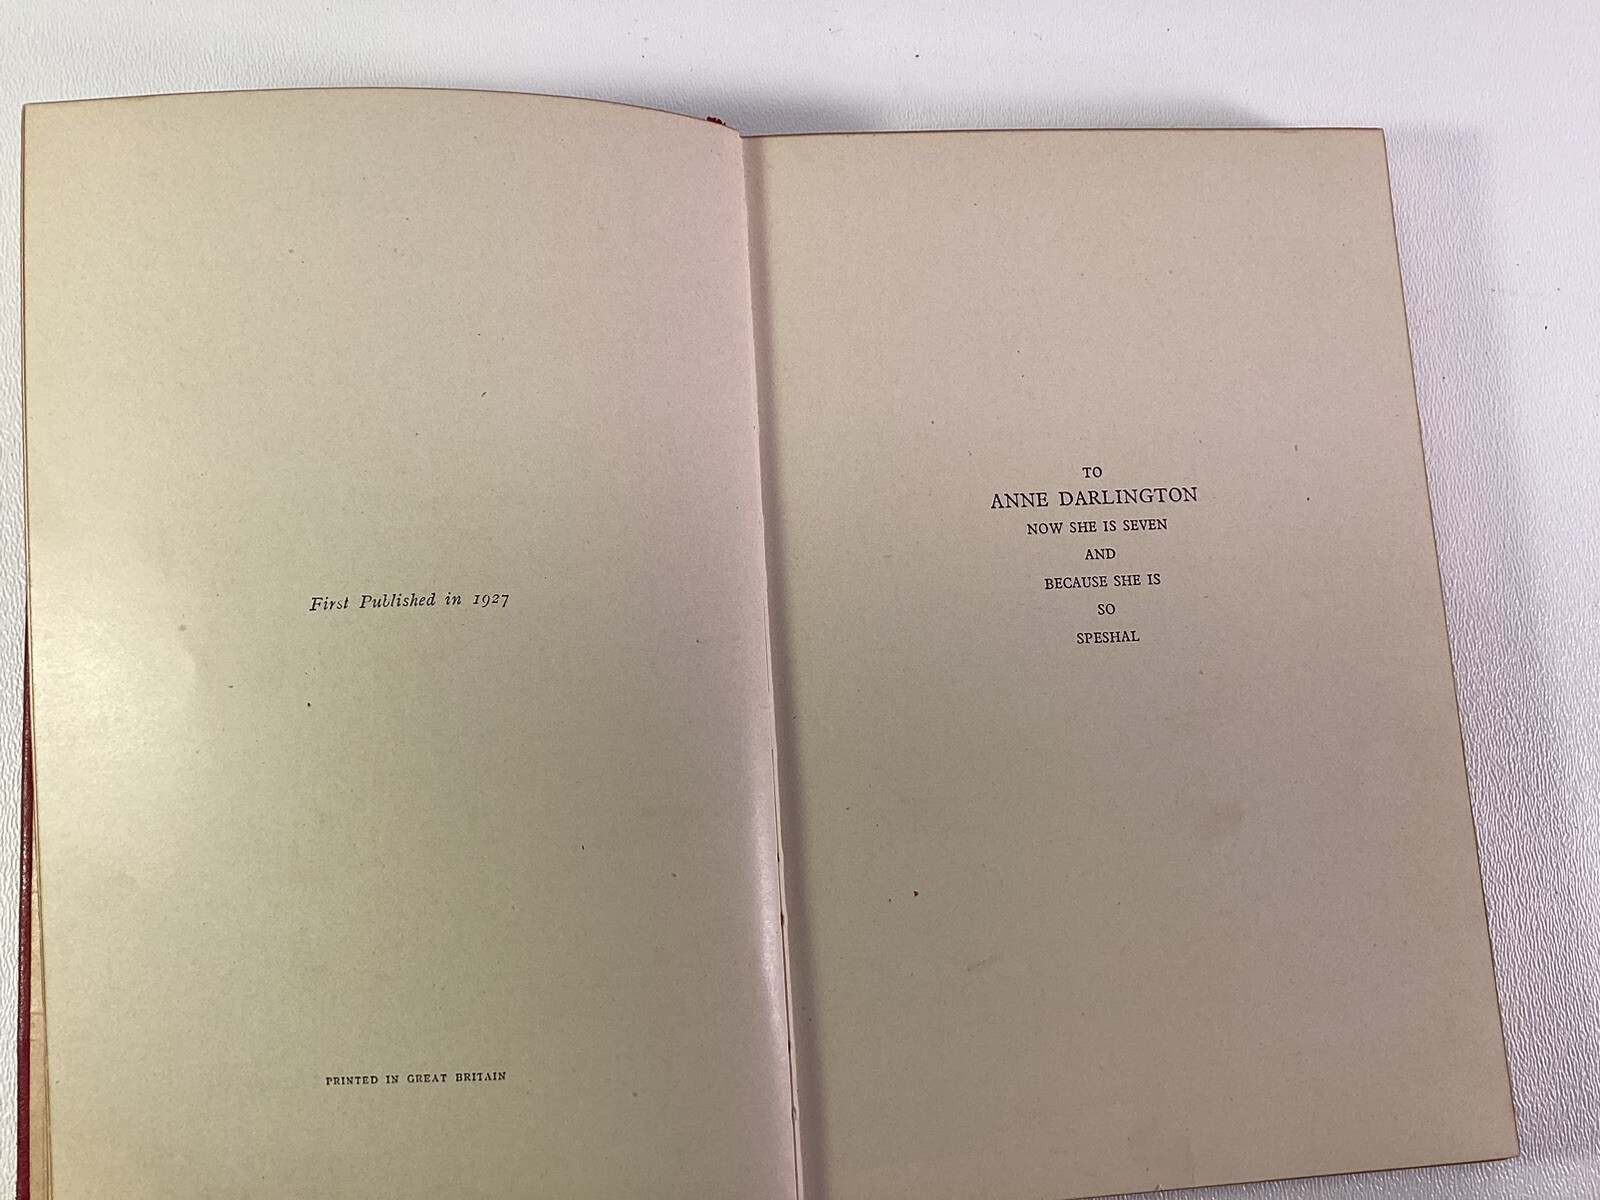 First Published in 1927
PRINTED IN GREAT BRITAIN
TO
ANNE DARLINGTON
NOW SHE IS SEVEN
AND
BECAUSE SHE IS
SO
SPESHAL